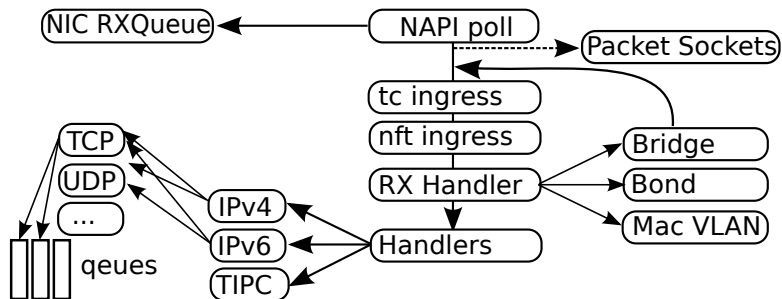 NIC RXQueue
NAPI poll
Packet Sockets
tc ingress
nft ingress
TCP
Bridge
UDP
RX Handler
Bond
...
IPv4
Mac VLAN
IPv6
Handlers
qeues
TIPC